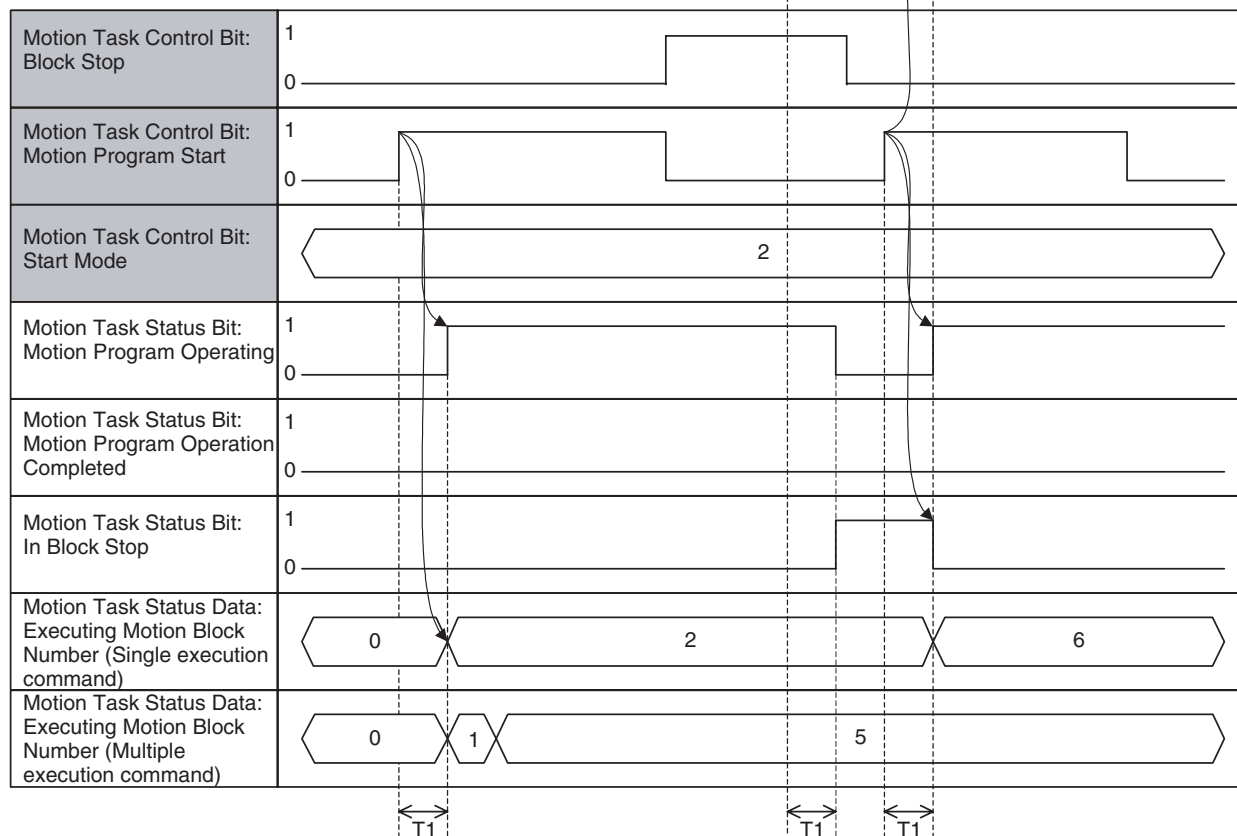 Motion Task Control Bit:
Block Stop
1
0
Motion Task Control Bit:
Motion Program Start
1
0
Motion Task Control Bit:
Start Mode
2
Motion Task Status Bit:
Motion Program Operating
1
0
Motion Task Status Bit:
Motion Program Operation
Completed
1
0
Motion Task Status Bit:
In Block Stop
1
0
Motion Task Status Data:
Executing Motion Block
Number (Single execution
command)
0 2 6
Motion Task Status Data:
Executing Motion Block
Number (Multiple
execution command)
0 1 5
T1 T1 T1